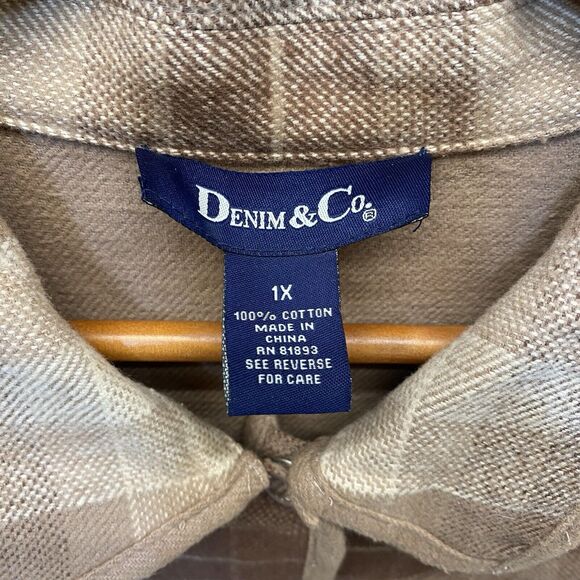 DENIM & CO.®
1X
100% COTTON
MADE IN
CHINA
RN 81893
SEE REVERSE
FOR CARE